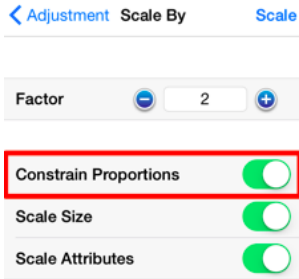 Adjustment Scale By Scale
Factor 2
Constrain Proportions
Scale Size
Scale Attributes